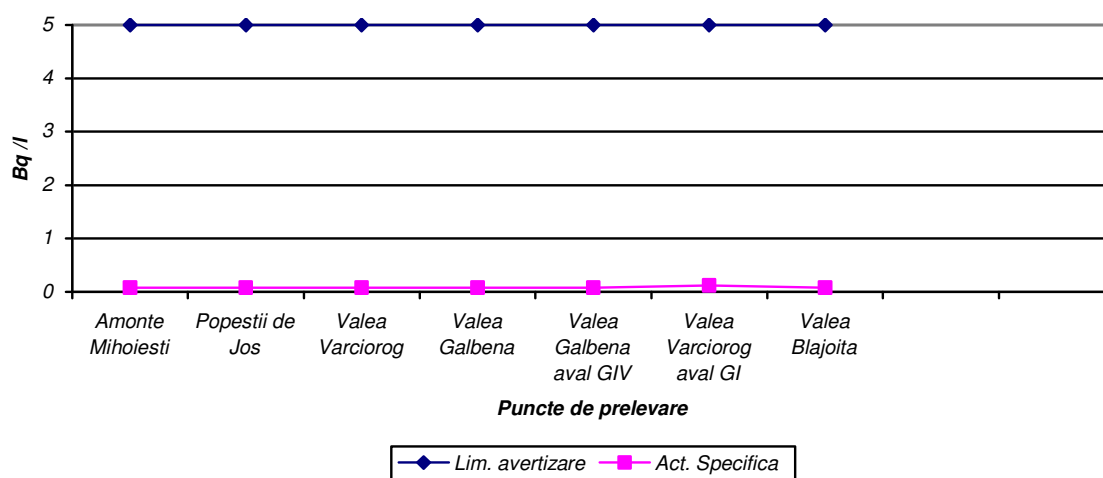 5
4
3
2
1
0
Bq /l
Amonte
Mihoiesti
Popestii de
Jos
Valea
Varciorog
Valea
Galbena
Valea
Galbena
aval GIV
Valea
Varciorog
aval GI
Valea
Blajoita
Puncte de prelevare
Lim. avertizare
Act. Specifica